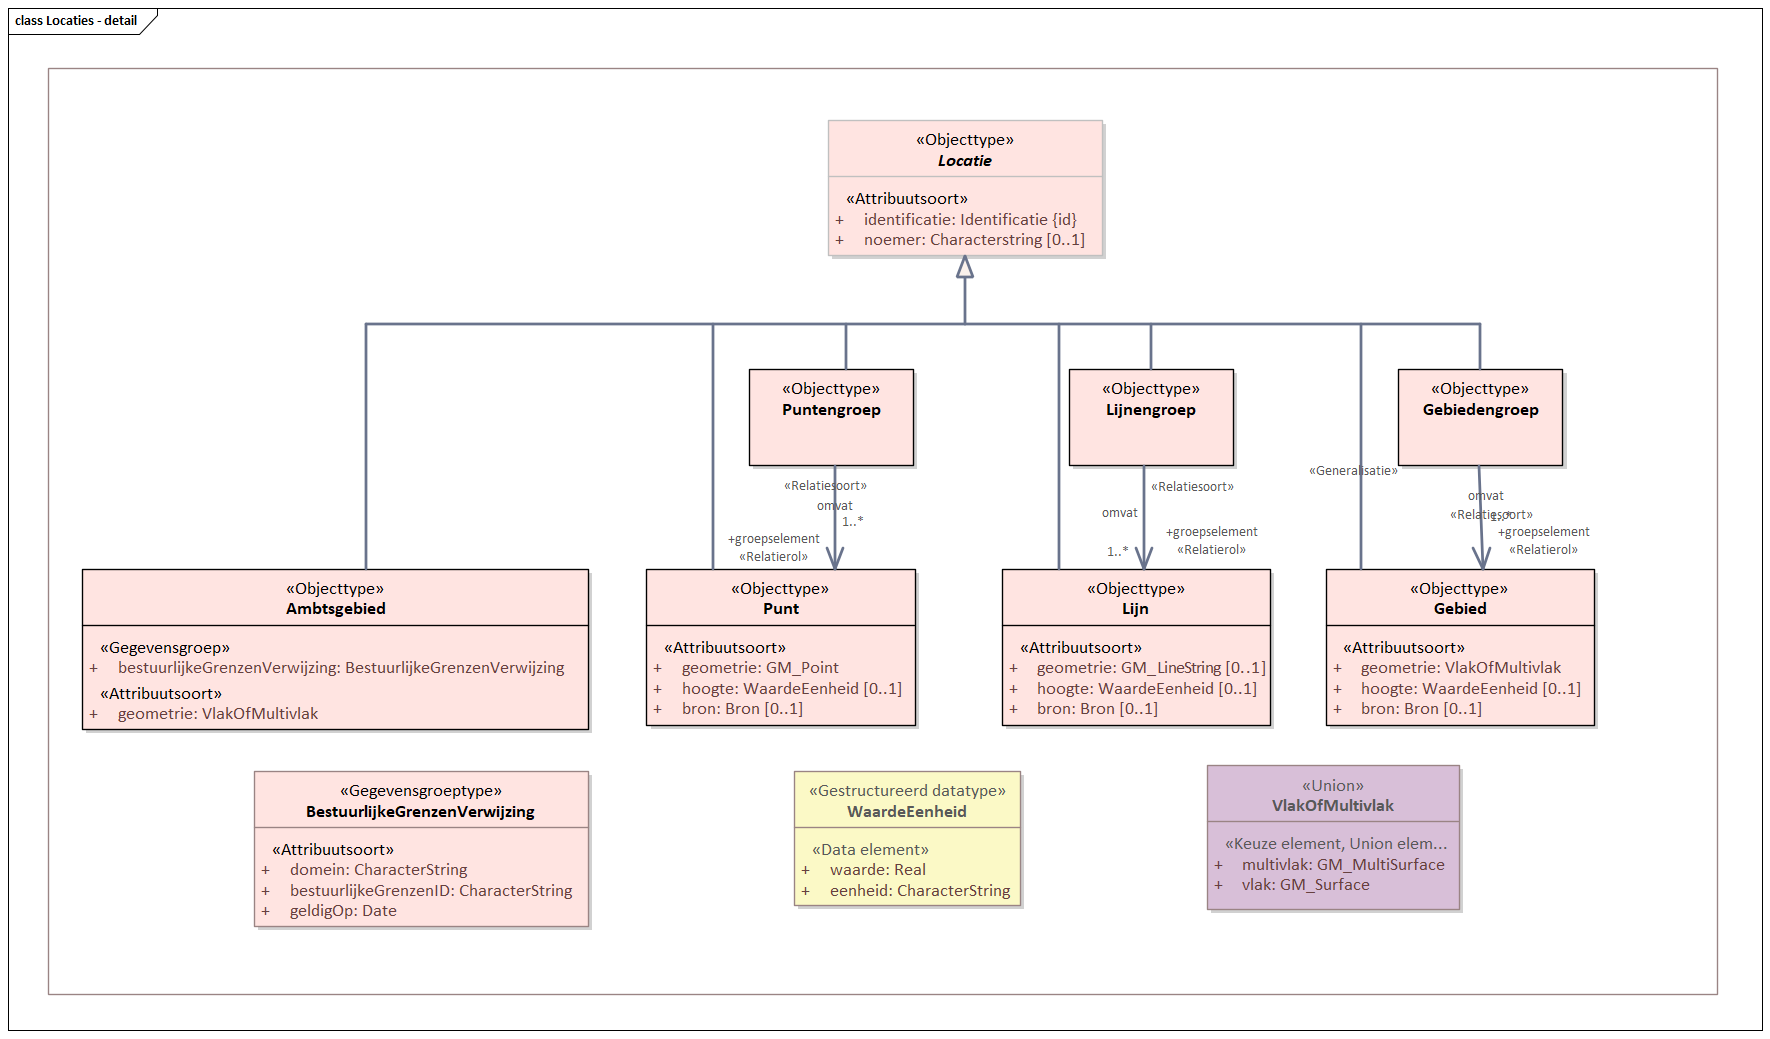 class Locaties - detail
«Objecttype»
Locatie
«Attribuutsoort»
+ identificatie: Identificatie {id}
+ noemer: Characterstring [0..1]
«Objecttype»
Puntengroep
«Objecttype»
Lijnengroep
«Objecttype»
Gebiedengroep
«Relatiesoort»
omvat
1..*
+groepselement
«Relatierol»
«Relatiesoort»
omvat
+groepselement
1..*
«Relatierol»
«Generalisatie»
omvat
«Relatiesoort»
1..*
+groepselement
«Relatierol»
«Objecttype»
Ambtsgebied
«Gegevensgroep»
+ bestuurlijkeGrenzenVerwijzing: BestuurlijkeGrenzenVerwijzing
«Attribuutsoort»
+ geometrie: VlakOfMultivlak
«Objecttype»
Punt
«Attribuutsoort»
+ geometrie: GM_Point
+ hoogte: WaardeEenheid [0..1]
+ bron: Bron [0..1]
«Objecttype»
Lijn
«Attribuutsoort»
+ geometrie: GM_LineString [0..1]
+ hoogte: WaardeEenheid [0..1]
+ bron: Bron [0..1]
«Objecttype»
Gebied
«Attribuutsoort»
+ geometrie: VlakOfMultivlak
+ hoogte: WaardeEenheid [0..1]
+ bron: Bron [0..1]
«Gegevensgroeptype»
BestuurlijkeGrenzenVerwijzing
«Attribuutsoort»
+ domein: CharacterString
+ bestuurlijkeGrenzenID: CharacterString
+ geldigOp: Date
«Gestructureerd datatype»
WaardeEenheid
«Data element»
+ waarde: Real
+ eenheid: CharacterString
«Union»
VlakOfMultivlak
«Keuze element, Union elem...
+ multivlak: GM_MultiSurface
+ vlak: GM_Surface